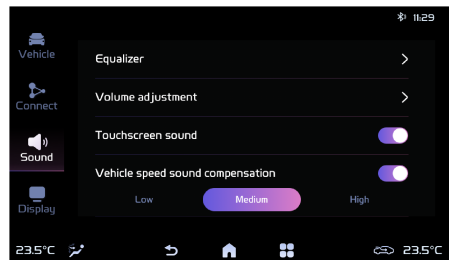 11:29
Vehicle
Connect
Sound
Display
Equalizer
Volume adjustment
Touchscreen sound
Vehicle speed sound compensation
Low Medium High
23.5°C 23.5°C